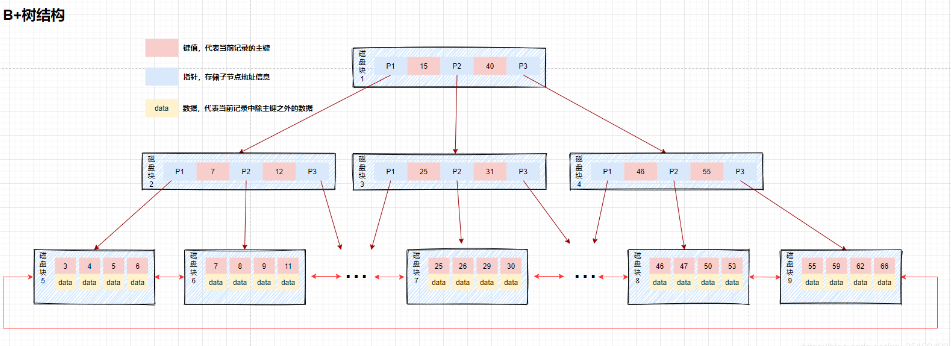 B+树结构
键值，代表当前记录的主键
指针，存储子节点地址信息
data 数据，代表当前记录中除主键之外的数据
磁盘块1 P1 15 P2 40 P3
磁盘块2 P1 7 P2 12 P3
磁盘块3 P1 25 P2 31 P3
磁盘块4 P1 46 P2 55 P3
磁盘块5 3 4 5 6
data data data data
磁盘块6 7 8 9 11
data data data data
...
磁盘块7 25 26 29 30
data data data data
...
磁盘块8 46 47 50 53
data data data data
磁盘块9 55 59 62 66
data data data data